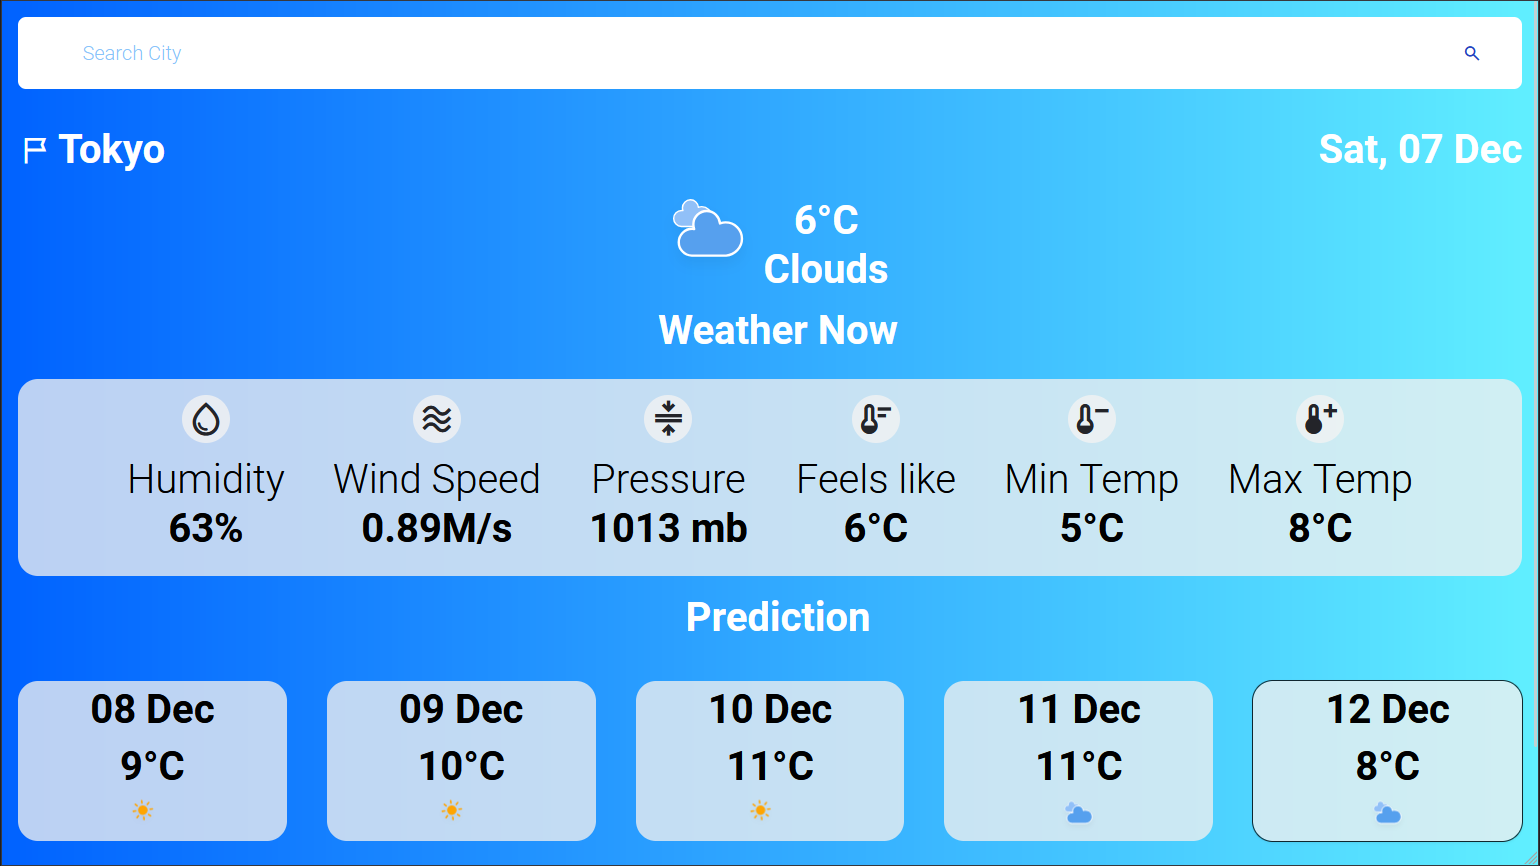 Search City
Tokyo
Sat, 07 Dec
6°C
Clouds
Weather Now
Humidity
63%
Wind Speed
0.89M/s
Pressure
1013 mb
Feels like
6°C
Min Temp
5°C
Max Temp
8°C
Prediction
08 Dec
9°C
09 Dec
10°C
10 Dec
11°C
11 Dec
11°C
12 Dec
8°C